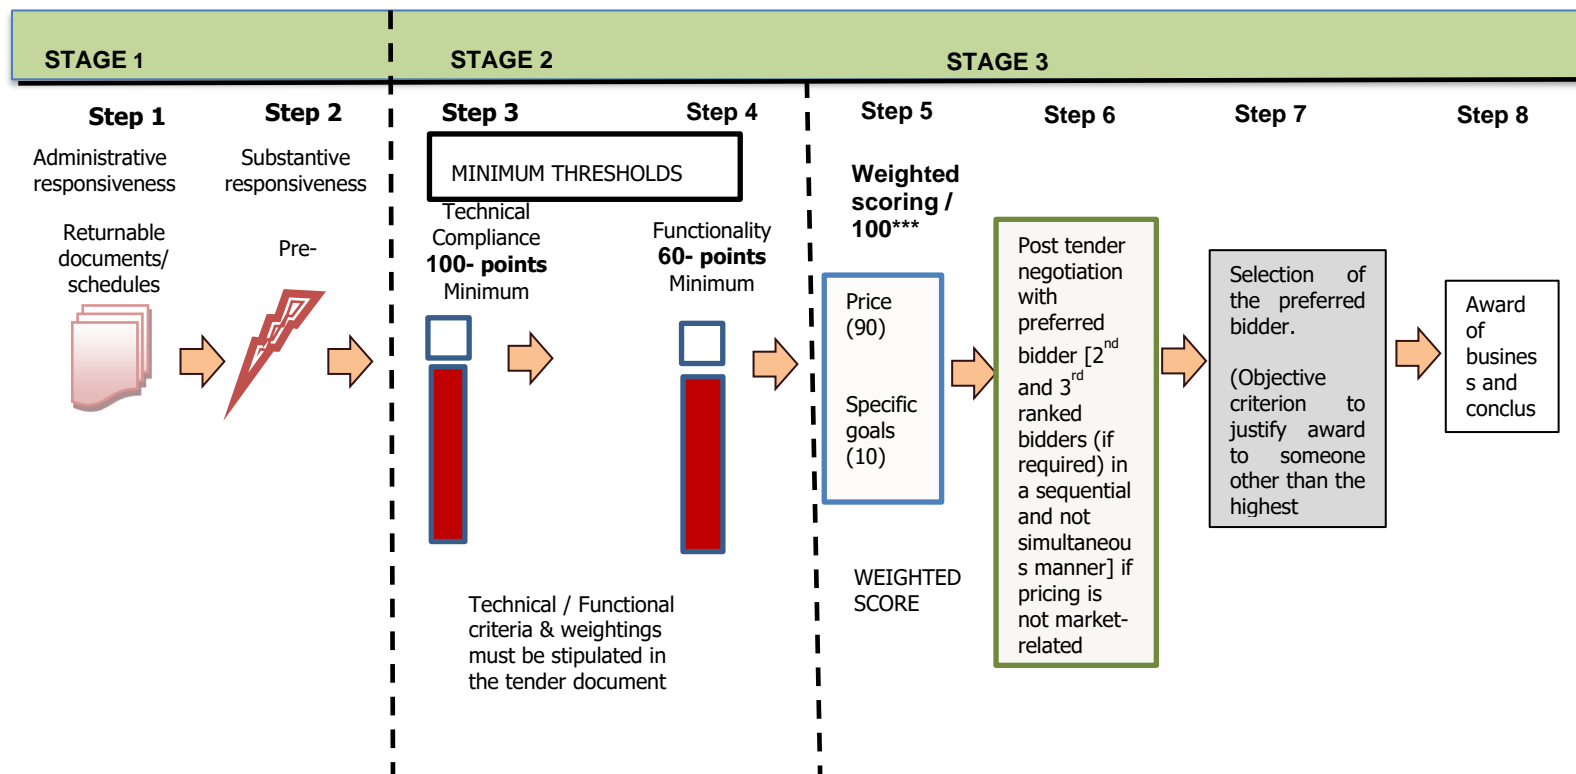 STAGE 1
STAGE 2
STAGE 3
Step 1
Step 2
Step 3
Step 4
Step 5
Step 6
Step 7
Step 8
Administrative
responsiveness
Returnable
documents/
schedules
Substantive
responsiveness
Pre-
MINIMUM THRESHOLDS
Technical
Compliance
100- points
Minimum
Functionality
60- points
Minimum
Technical / Functional
criteria & weightings
must be stipulated in
the tender document
Weighted
scoring /
100***
Price
(90)
Specific
goals
(10)
WEIGHTED
SCORE
Post tender
negotiation
with
preferred
bidder [2nd
and 3rd
ranked
bidders (if
required) in
a sequential
and not
simultaneou
s manner] if
pricing is
not market-
related
Selection of
the preferred
bidder.
(Objective
criterion to
justify award
to someone
other than the
highest
Award
of
busines
s and
conclus